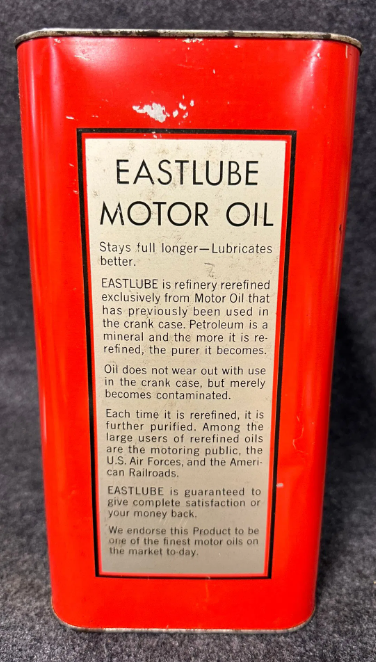 EASTLUBE
MOTOR OIL
Stays full longer—Lubricates
better.
EASTLUBE is refinery rerefined
exclusively from Motor Oil that
has previously been used in
the crank case. Petroleum is a
mineral and the more it is re-
refined, the purer it becomes.
Oil does not wear out with use
in the crank case, but merely
becomes contaminated.
Each time it is rerefined, it is
further purified. Among the
large users of rerefined oils
are the motoring public, the
U.S. Air Forces, and the Ameri-
can Railroads.
EASTLUBE is guaranteed to
give complete satisfaction or
your money back.
We endorse this Product to be
one of the finest motor oils on
the market to-day.